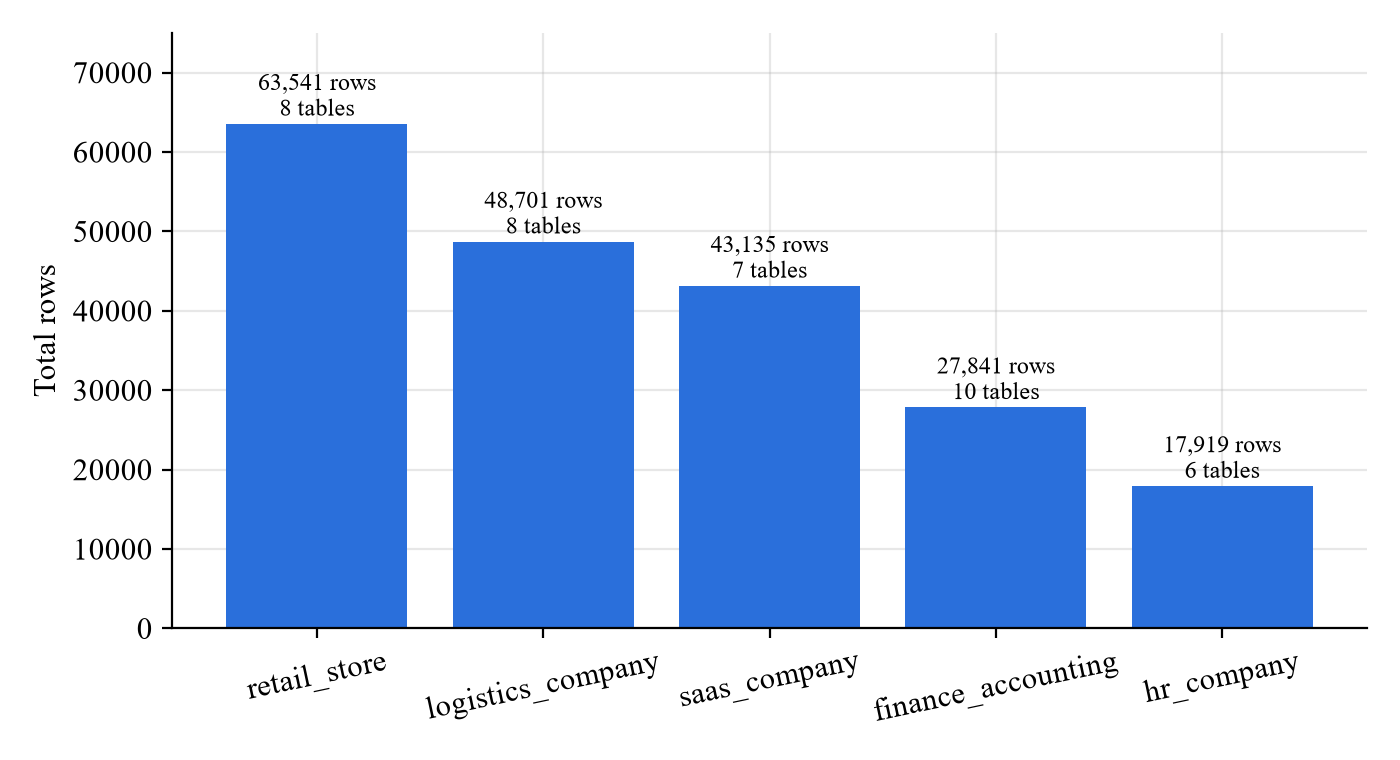 Total rows
70000
60000
50000
40000
30000
20000
10000
0
63,541 rows
8 tables
48,701 rows
8 tables
43,135 rows
7 tables
27,841 rows
10 tables
17,919 rows
6 tables
retail_store
logistics_company
saas_company
finance_accounting
hr_company